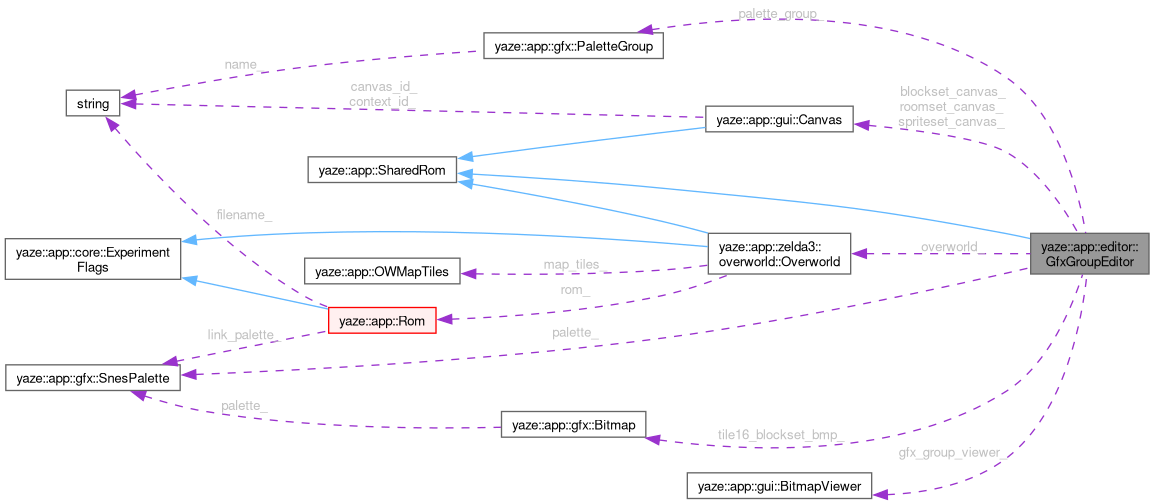 palette_group_
yaze::app::gfx::PaletteGroup
name_
string
canvas_id_
context_id_
blockset_canvas_
roomset_canvas_
spriteset_canvas_
yaze::app::gui::Canvas
yaze::app::SharedRom
filename_
yaze::app::core::Experiment
Flags
yaze::app::zelda3::
overworld::Overworld
overworld_
yaze::app::editor::
GfxGroupEditor
yaze::app::OWMapTiles
map_tiles_
rom_
yaze::app::Rom
link_palette_
palette_
yaze::app::gfx::SnesPalette
palette_
yaze::app::gfx::Bitmap
tile16_blockset_bmp_
gfx_group_viewer_
yaze::app::gui::BitmapViewer